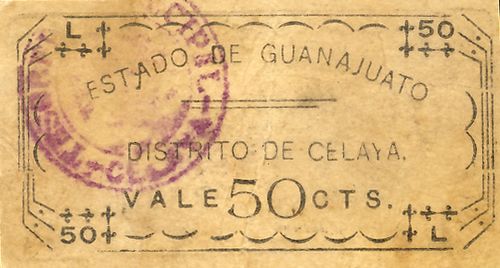 L 50
ESTADO DE GUANAJUATO
DISTRITO DE CELAYA.
VALE 50 CTS.
50 L